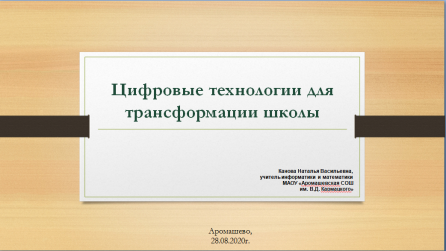 Цифровые технологии для
трансформации школы
Канова Наталья Васильевна,
учитель информатики и математики
МАОУ «Аромашевская СОШ
им. В.Д. Кармацкого»
Аромашево,
28.08.2020г.